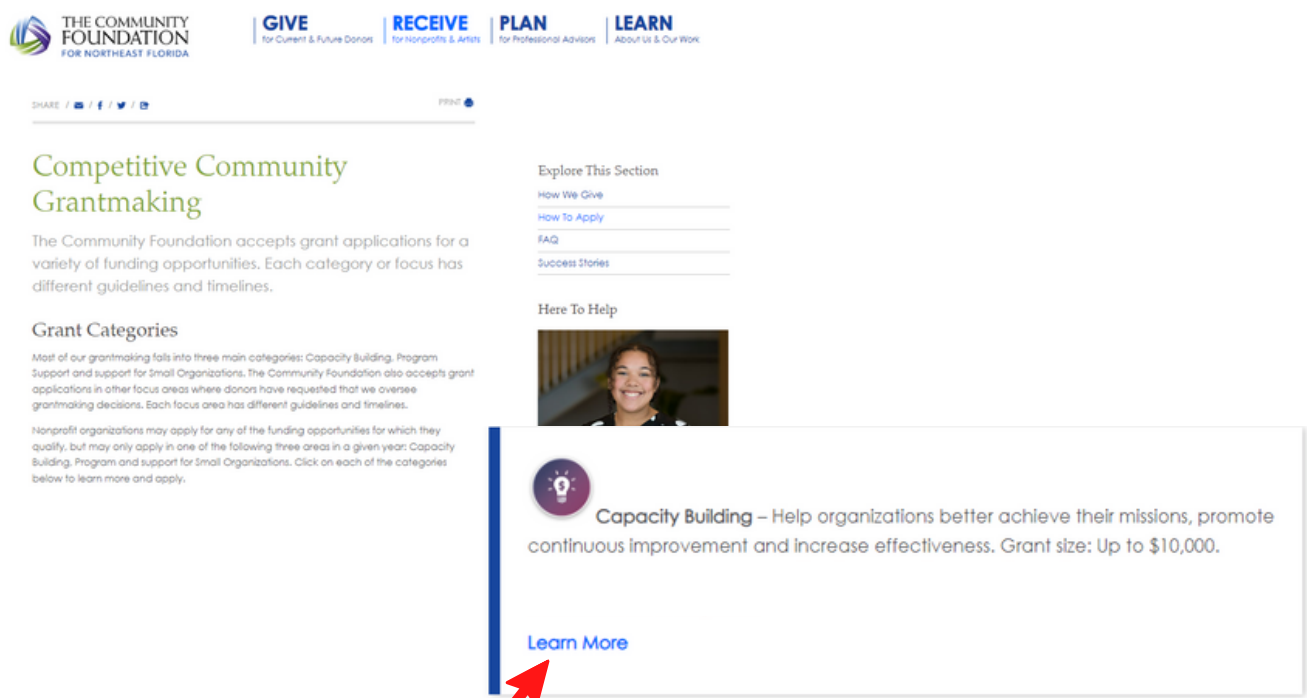 THE COMMUNITY
FOUNDATION
FOR NORTHEAST FLORIDA
GIVE
for Current & Future Donors
RECEIVE
for Nonprofits & Artists
PLAN
for Professional Advisors
LEARN
About Us & Our Work
SHARE / / f / /
PRINT
Competitive Community
Grantmaking
The Community Foundation accepts grant applications for a
variety of funding opportunities. Each category or focus has
different guidelines and timelines.
Grant Categories
Most of our grantmaking falls into three main categories: Capacity Building, Program
Support and support for Small Organizations. The Community Foundation also accepts grant
applications in other focus areas where donors have requested that we oversee
grantmaking decisions. Each focus area has different guidelines and timelines.
Nonprofit organizations may apply for any of the funding opportunities for which they
qualify, but may only apply in one of the following three areas in a given year: Capacity
Building, Program and support for Small Organizations. Click on each of the categories
below to learn more and apply.
Explore This Section
How We Give
How To Apply
FAQ
Success Stories
Here To Help
Capacity Building – Help organizations better achieve their missions, promote
continuous improvement and increase effectiveness. Grant size: Up to $10,000.
Learn More